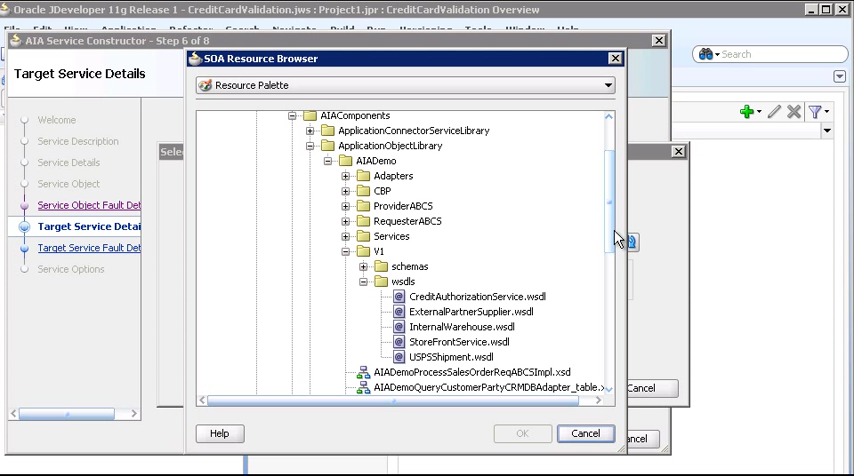 Oracle JDeveloper 11g Release 1 - CreditCardValidation.jws : Project1.jpr : CreditCardValidation Overview
AIA Service Constructor - Step 6 of 8
SOA Resource Browser
Search
Target Service Details
Resource Palette
Welcome
Service Description
Service Details
Service Object
Service Object Fault Det
Target Service Detai
Target Service Fault Det
Service Options
Selec
AIAComponents
ApplicationConnectorServiceLibrary
ApplicationObjectLibrary
AIADemo
Adapters
CBP
ProviderABCS
RequesterABCS
Services
V1
schemas
wsdls
CreditAuthorizationService.wsdl
ExternalPartnerSupplier.wsdl
InternalWarehouse.wsdl
StoreFrontService.wsdl
USPSShipment.wsdl
AIADemoProcessSalesOrderReqABCSImpl.xsd
AIADemoQueryCustomerPartyCRMDBAdapter_table.x
Cancel
Help
OK
Cancel
ancel